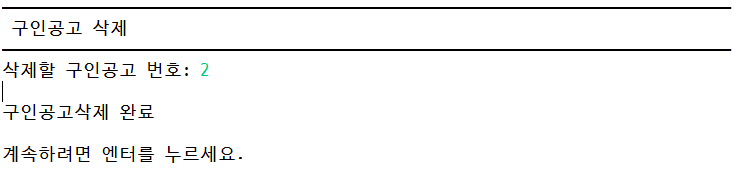 구인공고 삭제
삭제할 구인공고 번호: 2
구인공고삭제 완료
계속하려면 엔터를 누르세요.